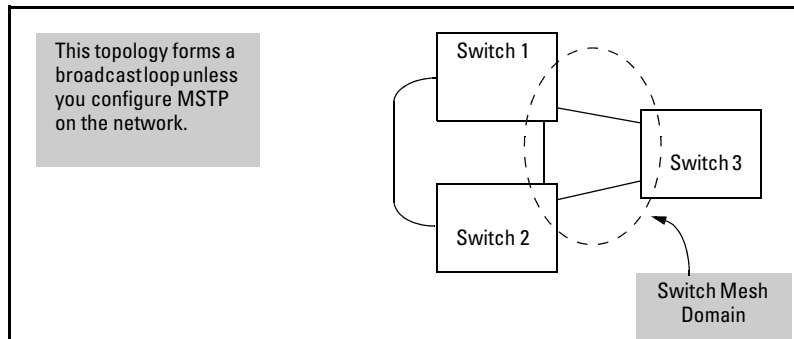 This topology forms a
broadcast loop unless
you configure MSTP
on the network.
Switch 1
Switch 3
Switch 2
Switch Mesh
Domain